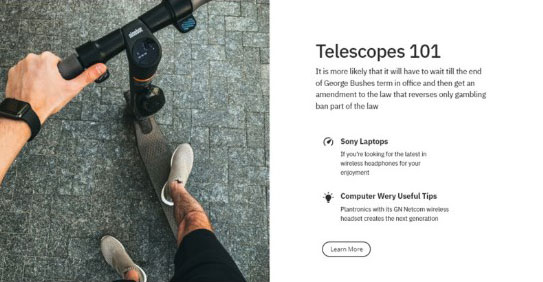 Telescopes 101
It is more likely that it will have to wait till the end
of George Bushes term in office and then get an
amendment to the law that reverses only gambling
ban part of the law
Sony Laptops
If you're looking for the latest in
wireless headphones for your
enjoyment
Computer Wery Useful Tips
Plantronics with its GN Netcom wireless
headset creates the next generation
Learn More